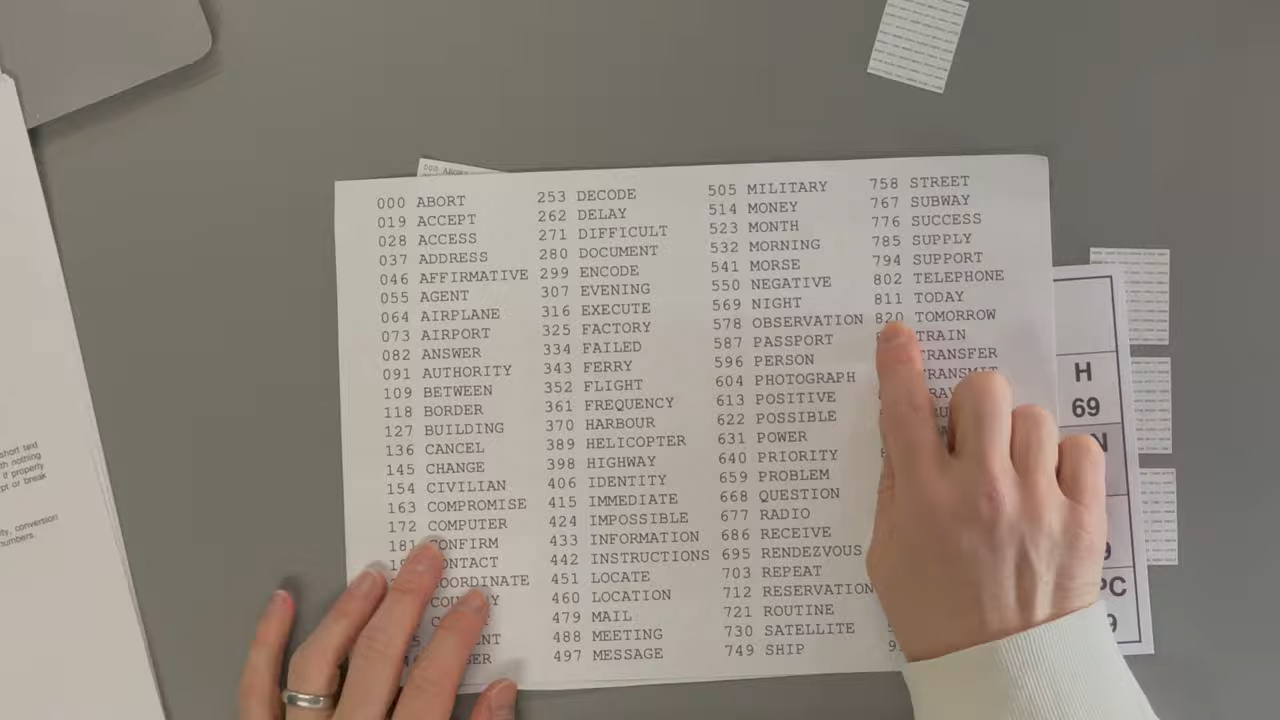 000 ABORT
019 ACCEPT
028 ACCESS
037 ADDRESS
046 AFFIRMATIVE
055 AGENT
064 AIRPLANE
073 AIRPORT
082 ANSWER
091 AUTHORITY
109 BETWEEN
118 BORDER
127 BUILDING
136 CANCEL
145 CHANGE
154 CIVILIAN
163 COMPROMISE
172 COMPUTER
181 CONFIRM
253 DECODE
262 DELAY
271 DIFFICULT
280 DOCUMENT
299 ENCODE
307 EVENING
316 EXECUTE
325 FACTORY
334 FAILED
343 FERRY
352 FLIGHT
361 FREQUENCY
370 HARBOUR
389 HELICOPTER
398 HIGHWAY
406 IDENTITY
415 IMMEDIATE
424 IMPOSSIBLE
433 INFORMATION
442 INSTRUCTIONS
451 LOCATE
460 LOCATION
479 MAIL
488 MEETING
497 MESSAGE
505 MILITARY
514 MONEY
523 MONTH
532 MORNING
541 MORSE
550 NEGATIVE
569 NIGHT
578 OBSERVATION
587 PASSPORT
596 PERSON
604 PHOTOGRAPH
613 POSITIVE
622 POSSIBLE
631 POWER
640 PRIORITY
659 PROBLEM
668 QUESTION
677 RADIO
686 RECEIVE
695 RENDEZVOUS
703 REPEAT
712 RESERVATION
721 ROUTINE
730 SATELLITE
749 SHIP
758 STREET
767 SUBWAY
776 SUCCESS
785 SUPPLY
794 SUPPORT
802 TELEPHONE
811 TODAY
820 TOMORROW
TRAIN
TRANSFER
TRANSMIT
H
69
short text